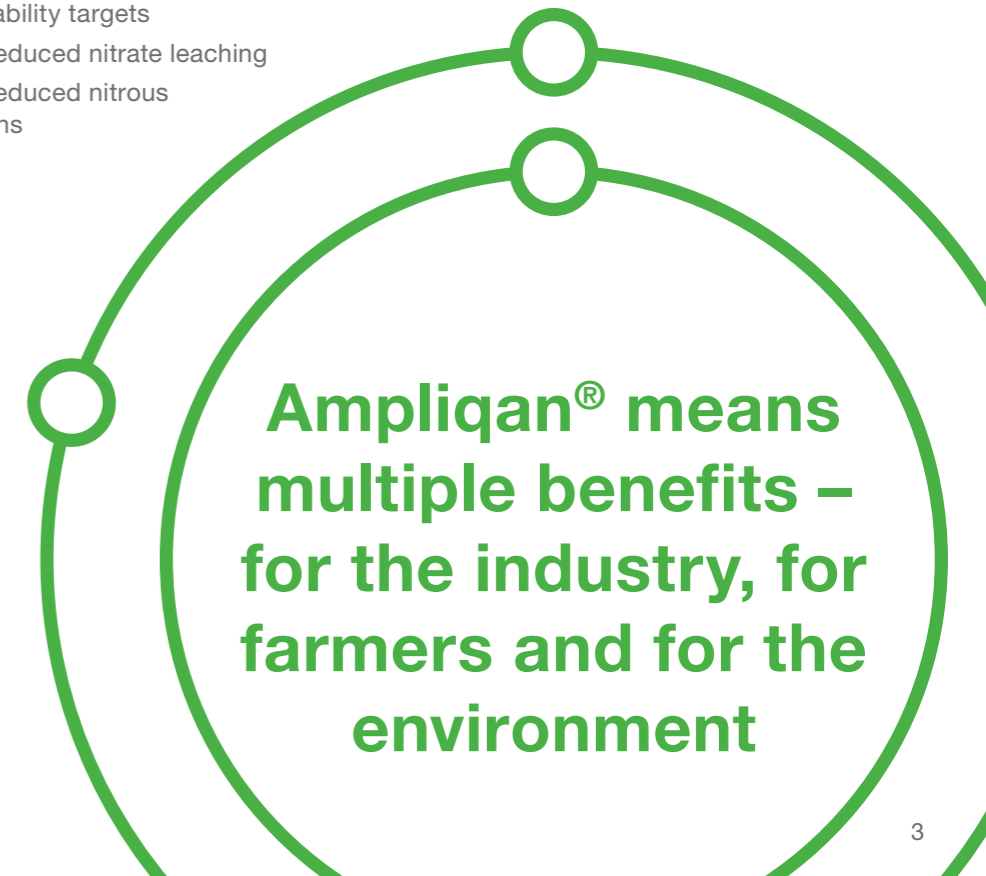 ability targets
educed nitrate leaching
educed nitrous
ns
Ampliqan® means
multiple benefits –
for the industry, for
farmers and for the
environment
3